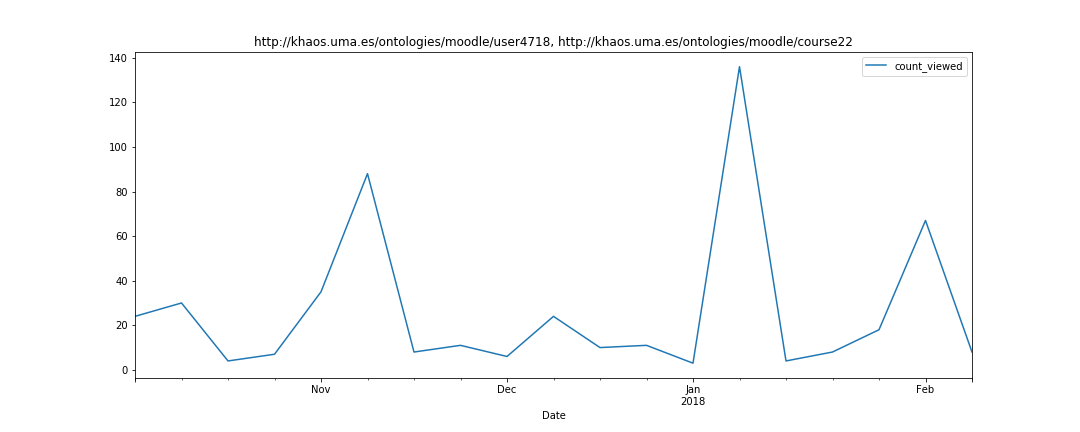 http://khaos.uma.es/ontologies/moodle/user4718, http://khaos.uma.es/ontologies/moodle/course22
count_viewed
140
120
100
80
60
40
20
0
Nov Dec Jan Feb
2018
Date